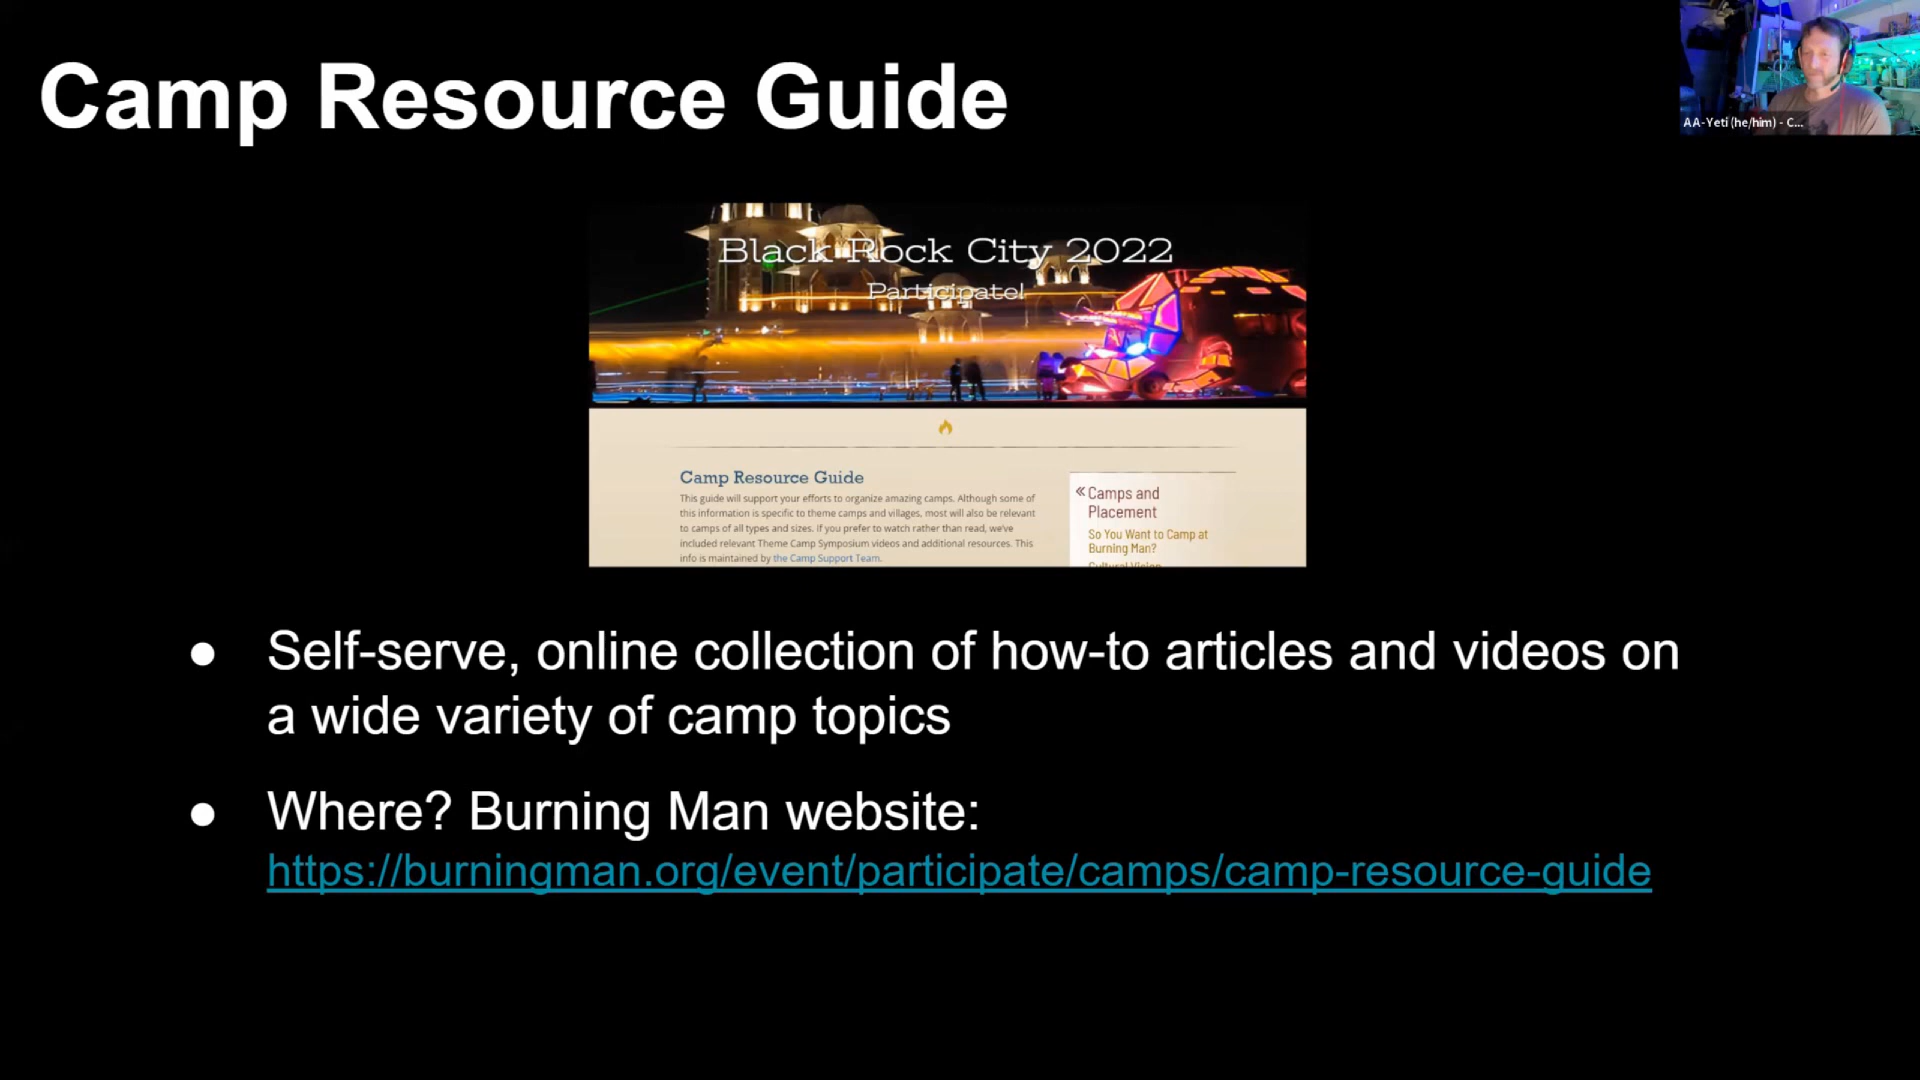 Camp Resource Guide
AA-Yeti (he/him) - C...
Black Rock City 2022
Participate!
Camp Resource Guide
This guide will support your efforts to organize amazing camps. Although some of
this information is specific to theme camps and villages, most will also be relevant
to camps of all types and sizes. If you prefer to watch rather than read, we've
included relevant Theme Camp Symposium videos and additional resources. This
info is maintained by the Camp Support Team.
« Camps and
Placement
So You Want to Camp at
Burning Man?
Cultural Vision
● Self-serve, online collection of how-to articles and videos on
a wide variety of camp topics
● Where? Burning Man website:
https://burningman.org/event/participate/camps/camp-resource-guide